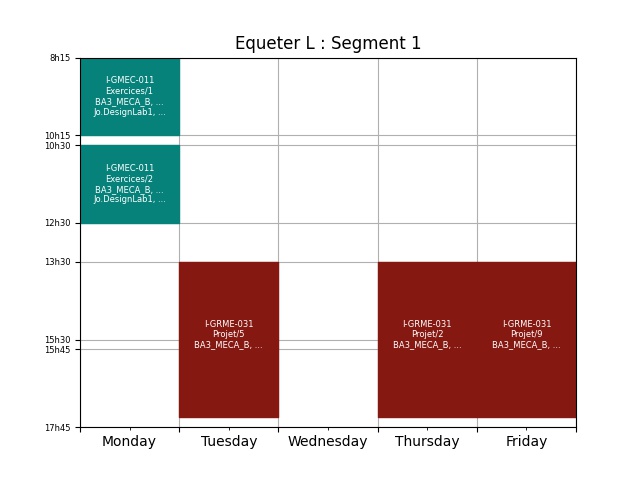 Equeter L : Segment 1
8h15
10h15
10h30
12h30
13h30
15h30
15h45
17h45
I-GMEC-011
Exercices/1
BA3_MECA_B, ...
Jo.DesignLab1, ...
I-GMEC-011
Exercices/2
BA3_MECA_B, ...
Jo.DesignLab1, ...
I-GRME-031
Projet/5
BA3_MECA_B, ...
I-GRME-031
Projet/2
BA3_MECA_B, ...
I-GRME-031
Projet/9
BA3_MECA_B, ...
Monday
Tuesday
Wednesday
Thursday
Friday